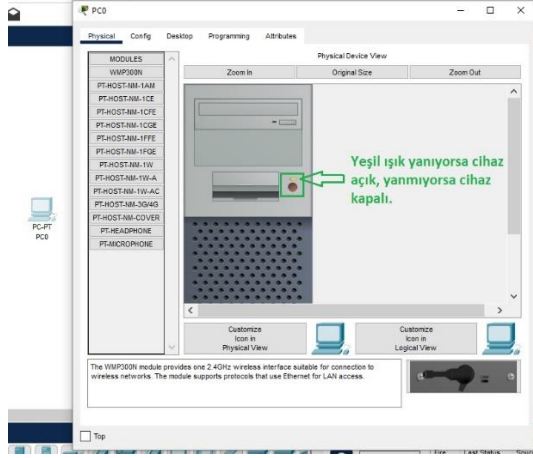 PC0
Physical
Config
Desktop
Programming
Attributes
MODULES
WMP300N
PT-HOST-NM-1AM
PT-HOST-NM-1CE
PT-HOST-NM-1CFE
PT-HOST-NM-1CGE
PT-HOST-NM-1FFE
PT-HOST-NM-1FGE
PT-HOST-NM-1W
PT-HOST-NM-1W-A
PT-HOST-NM-1W-AC
PT-HOST-NM-3G/4G
PT-HOST-NM-COVER
PT-HEADPHONE
PT-MICROPHONE
Physical Device View
Zoom In
Original Size
Zoom Out
Yeşil ışık yanıyorsa cihaz
açık, yanmıyorsa cihaz
kapalı.
PC-PT
PC0
Customize
Icon in
Physical View
Customize
Icon in
Logical View
The WMP300N module provides one 2.4GHz wireless interface suitable for connection to
wireless networks. The module supports protocols that use Ethernet for LAN access.
Top
Fire
Last Status